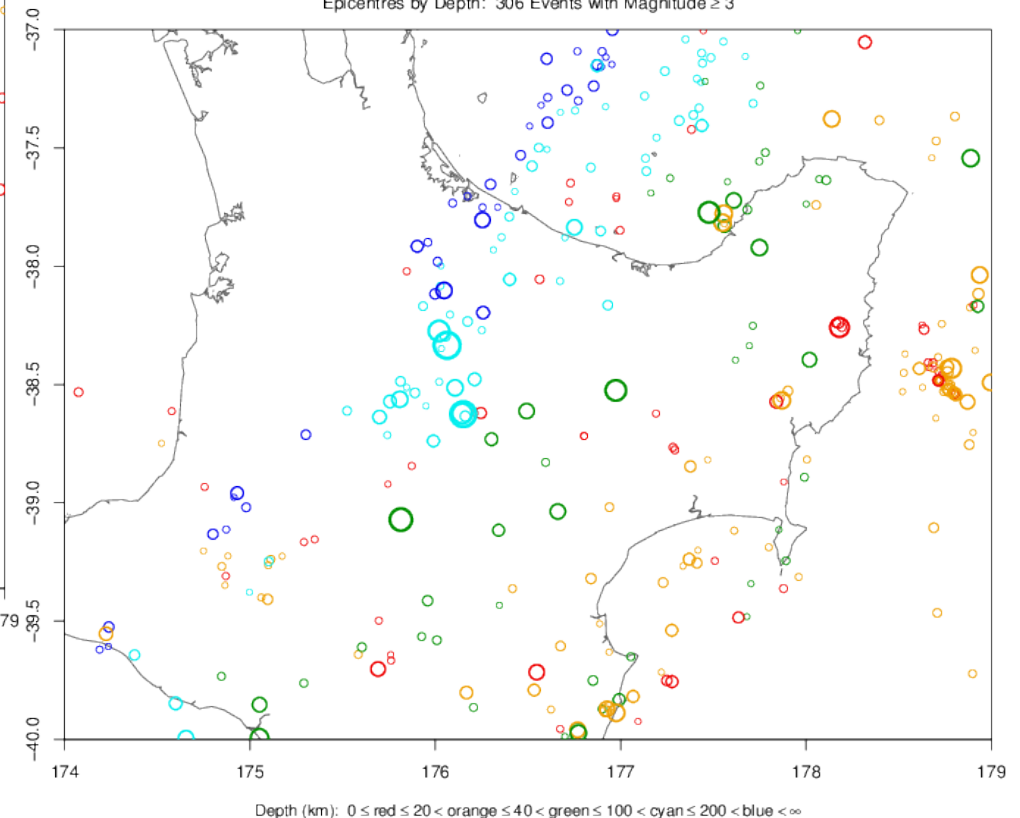 Epicentres by Depth: 306 Events with Magnitude ≥ 3
−37.0
−37.5
−38.0
−38.5
−39.0
−39.5
−40.0
79
174 175 176 177 178 179
Depth (km): 0 ≤ red ≤ 20 < orange ≤ 40 < green ≤ 100 < cyan ≤ 200 < blue < ∞